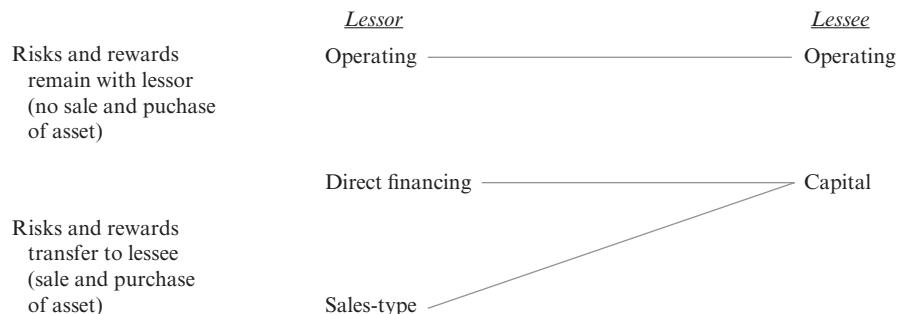 Lessor Lessee
Risks and rewards
remain with lessor
(no sale and puchase
of asset)
Operating Operating
Direct financing Capital
Risks and rewards
transfer to lessee
(sale and purchase
of asset)
Sales-type